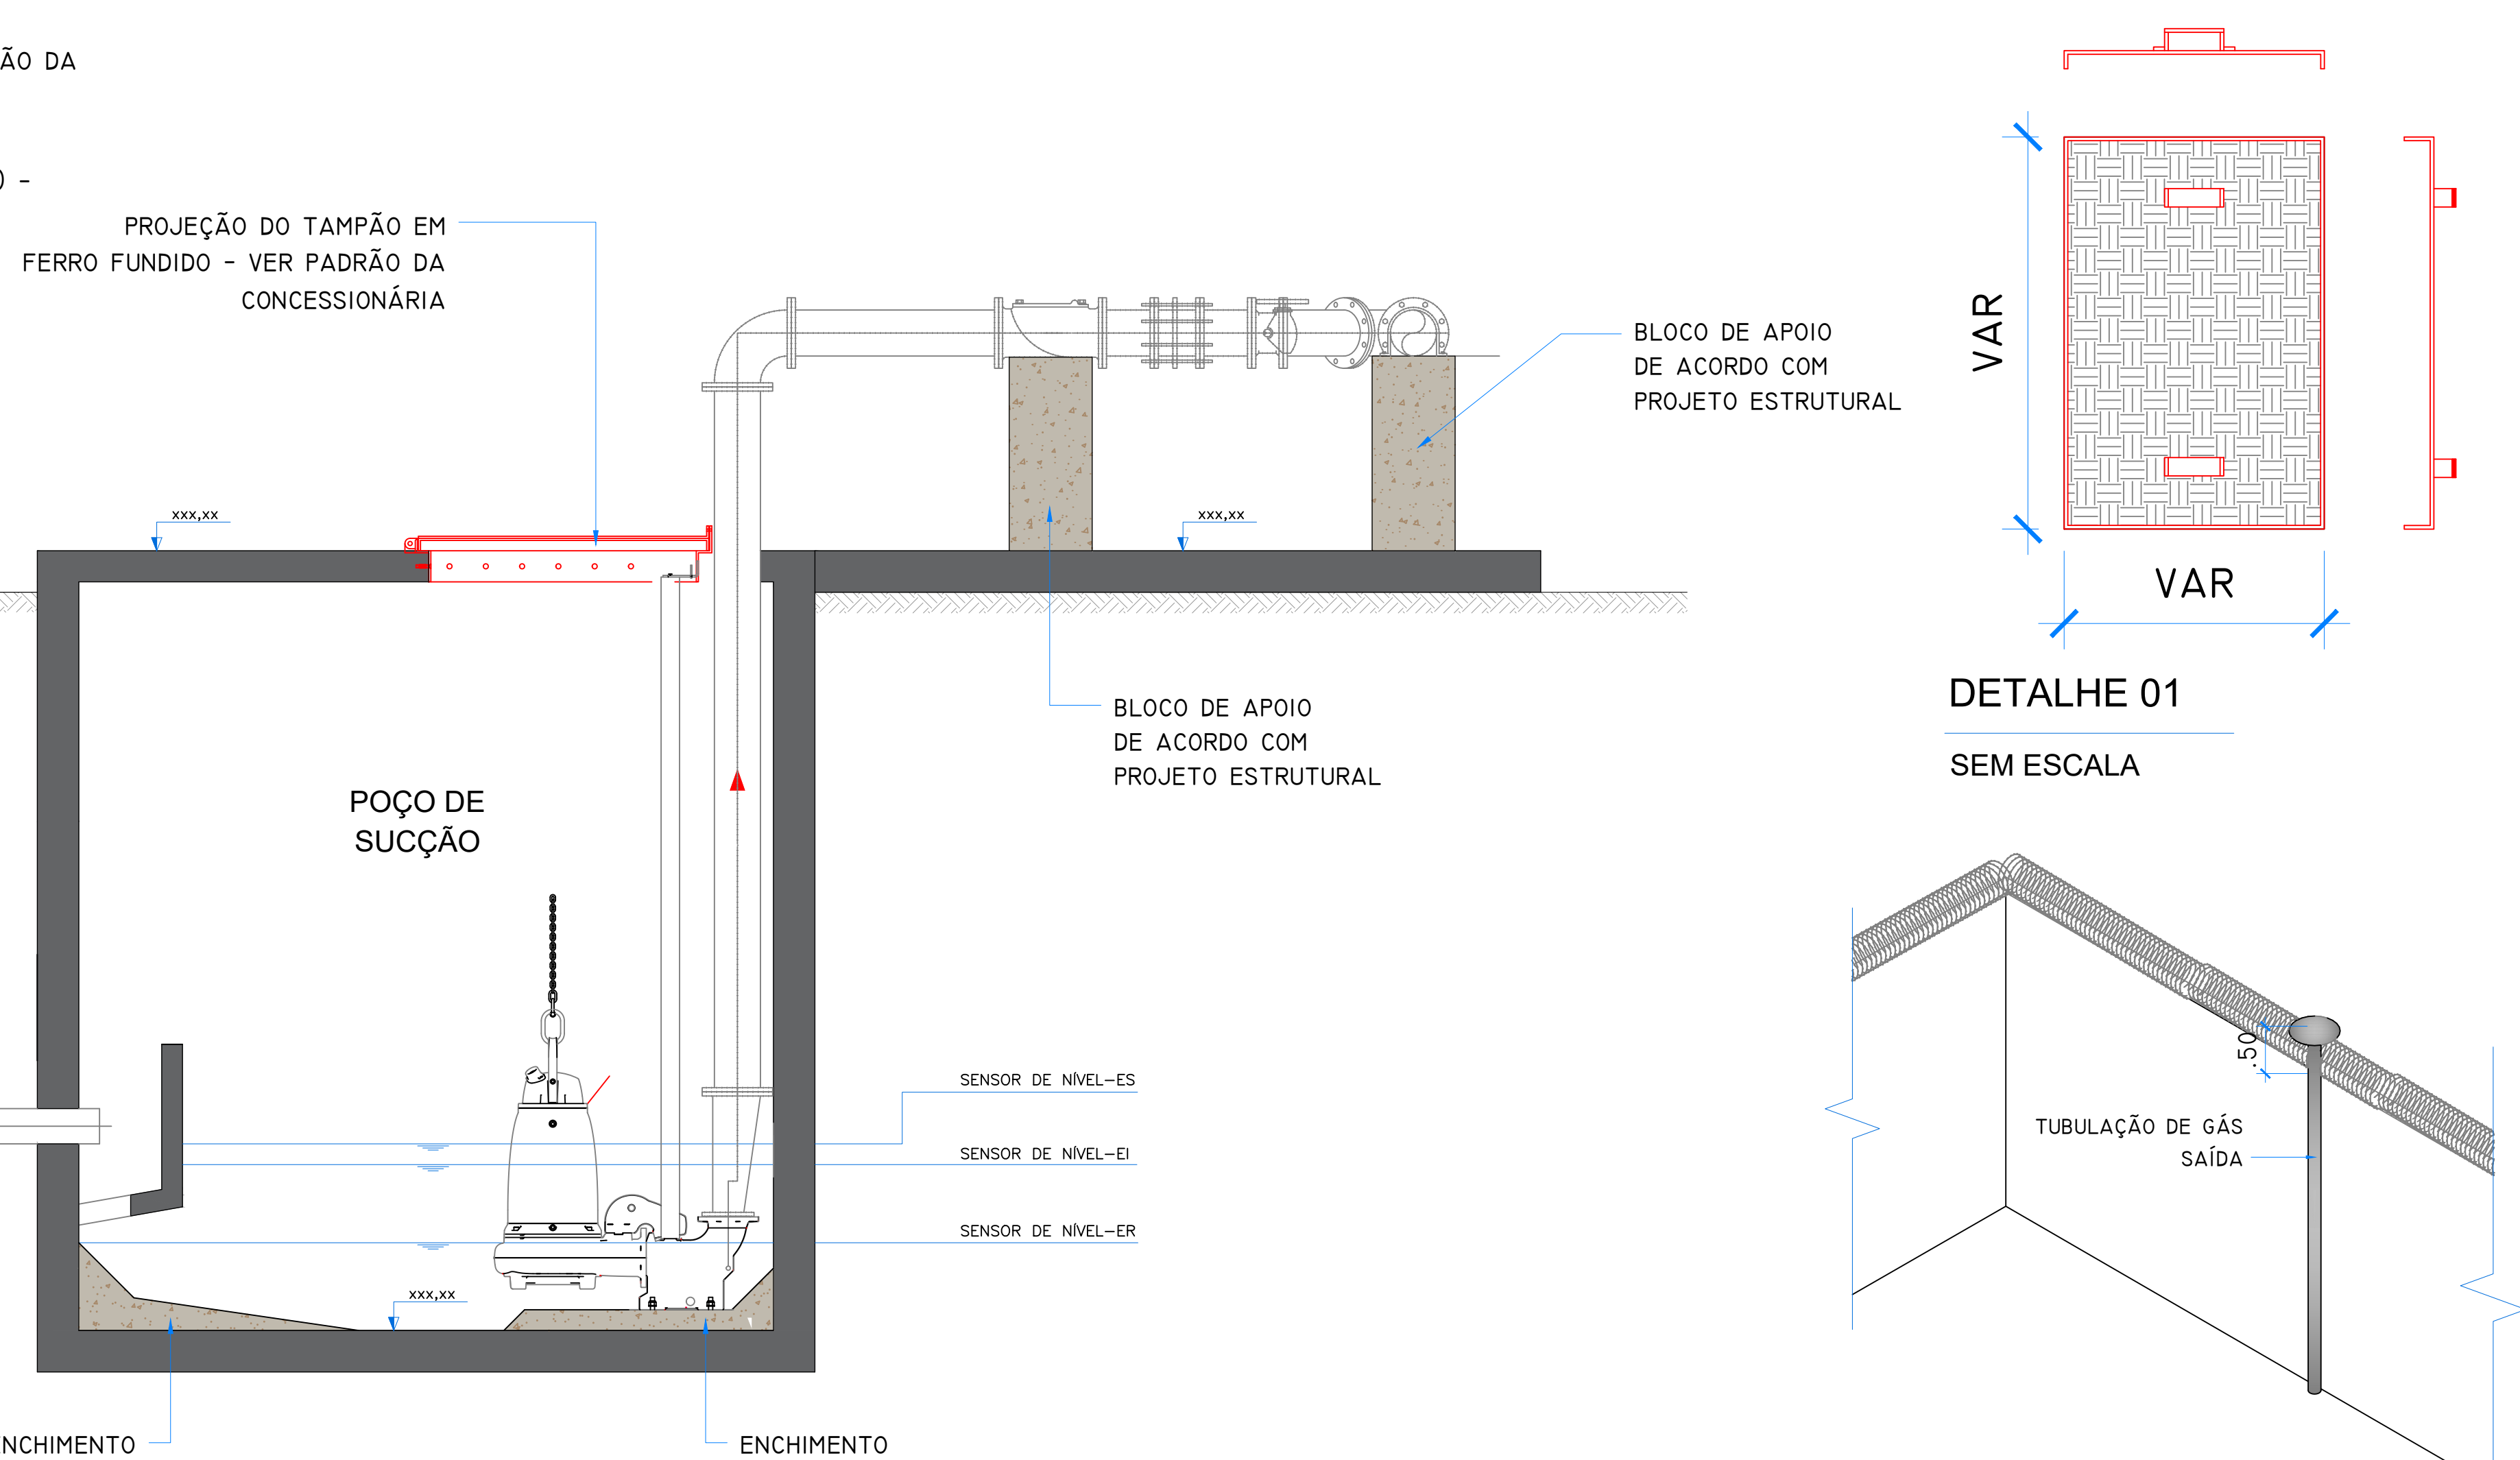 ÃO DA
O -
PROJEÇÃO DO TAMPÃO EM
FERRO FUNDIDO - VER PADRÃO DA
CONCESSIONÁRIA
xxx,xx
xxx,xx
BLOCO DE APOIO
DE ACORDO COM
PROJETO ESTRUTURAL
BLOCO DE APOIO
DE ACORDO COM
PROJETO ESTRUTURAL
POÇO DE
SUCÇÃO
SENSOR DE NÍVEL-ES
SENSOR DE NÍVEL-EI
SENSOR DE NÍVEL-ER
xxx,xx
ENCHIMENTO
ENCHIMENTO
VAR
VAR
DETALHE 01
SEM ESCALA
.50
TUBULAÇÃO DE GÁS
SAÍDA